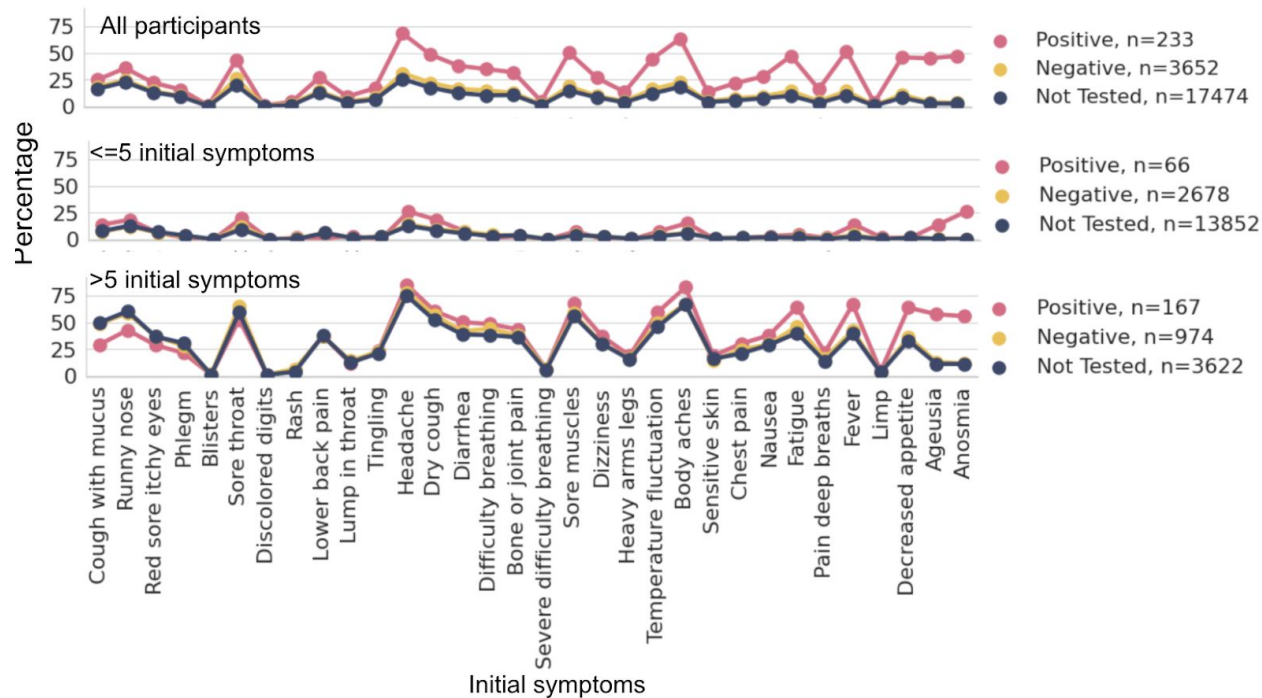 All participants
75
50
25
0
Positive, n=233
Negative, n=3652
Not Tested, n=17474
Percentage
<=5 initial symptoms
75
50
25
0
Positive, n=66
Negative, n=2678
Not Tested, n=13852
>5 initial symptoms
75
50
25
0
Positive, n=167
Negative, n=974
Not Tested, n=3622
Cough with mucus
Runny nose
Red sore itchy eyes
Phlegm
Blisters
Sore throat
Discolored digits
Rash
Lower back pain
Lump in throat
Tingling
Headache
Dry cough
Diarrhea
Difficulty breathing
Bone or joint pain
Severe difficulty breathing
Sore muscles
Dizziness
Heavy arms legs
Temperature fluctuation
Body aches
Sensitive skin
Chest pain
Nausea
Fatigue
Pain deep breaths
Fever
Limp
Decreased appetite
Ageusia
Anosmia
Initial symptoms